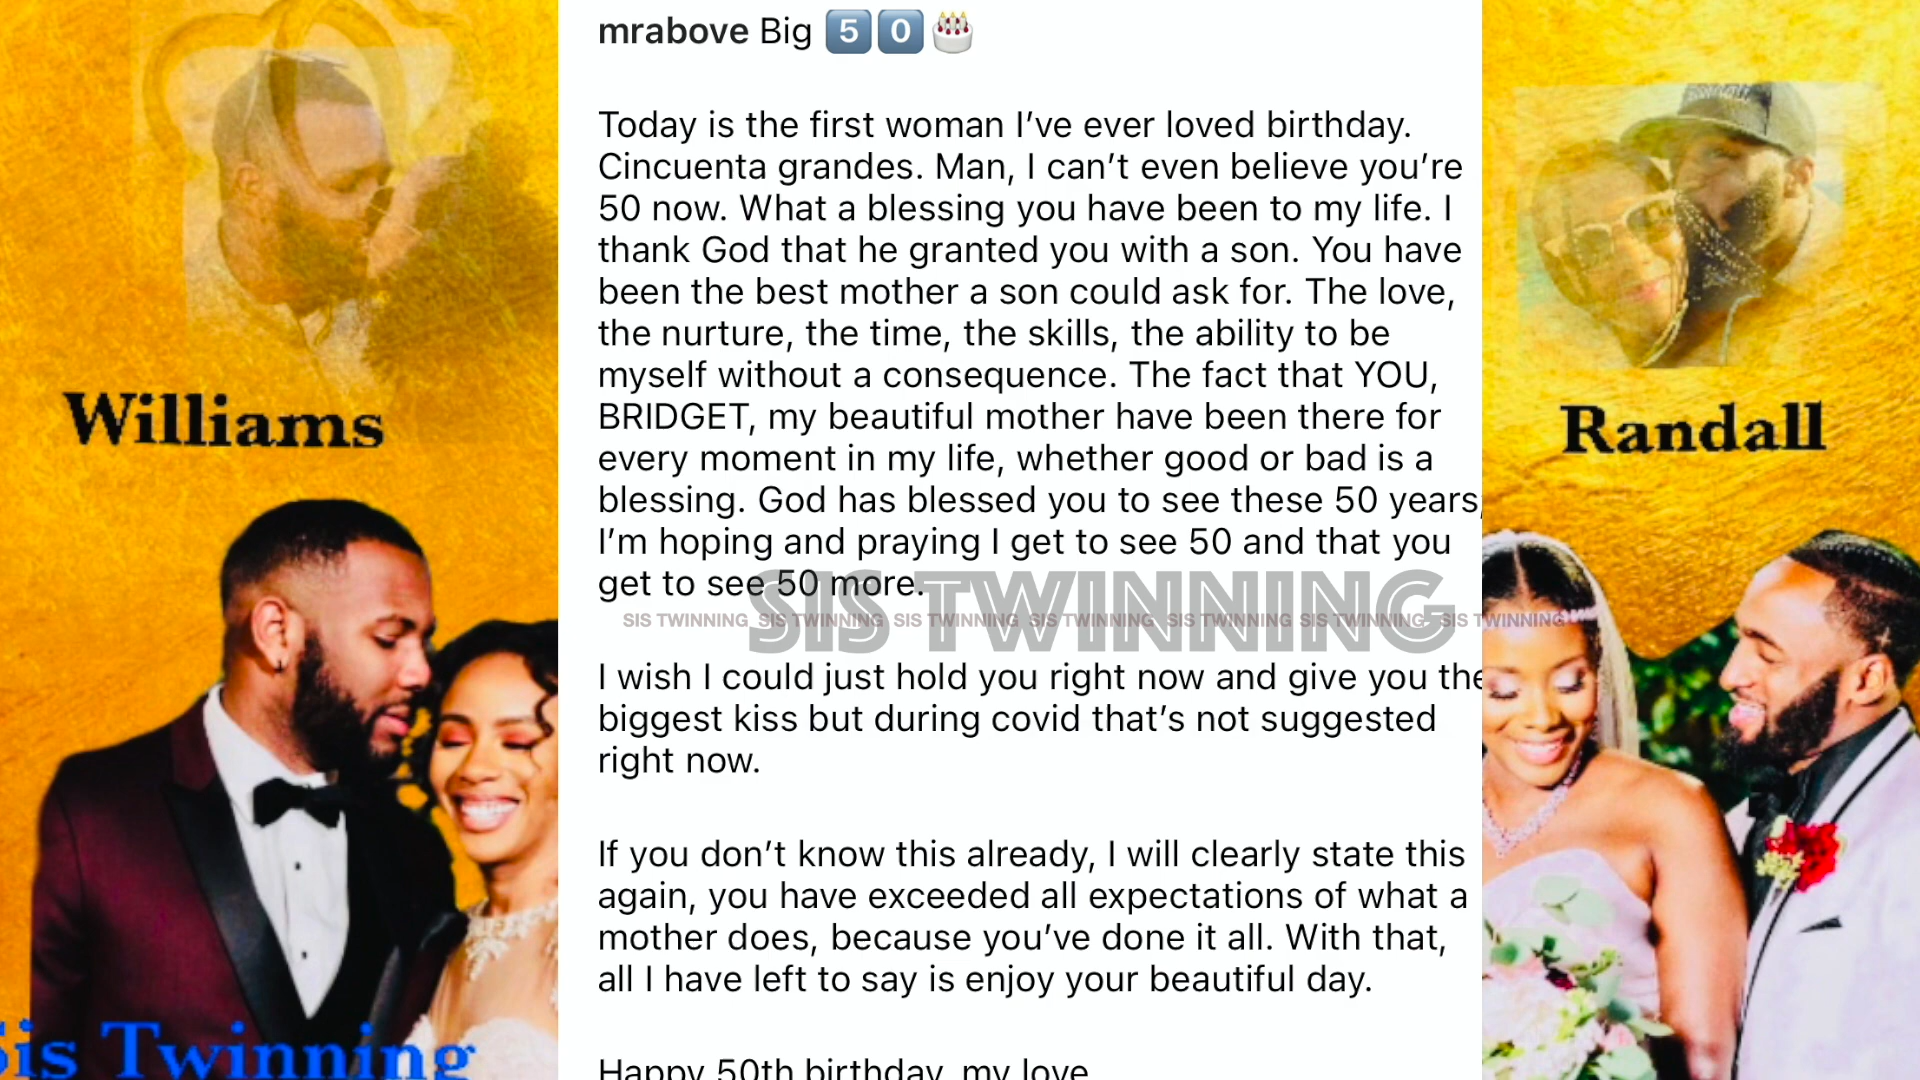 mrabove Big 5️⃣0️⃣🎂
Today is the first woman I’ve ever loved birthday.
Cincuenta grandes. Man, I can’t even believe you’re
50 now. What a blessing you have been to my life. I
thank God that he granted you with a son. You have
been the best mother a son could ask for. The love,
the nurture, the time, the skills, the ability to be
myself without a consequence. The fact that YOU,
BRIDGET, my beautiful mother have been there for
every moment in my life, whether good or bad is a
blessing. God has blessed you to see these 50 years,
I’m hoping and praying I get to see 50 and that you
get to see 50 more.
SIS TWINNING
SIS TWINNING SIS TWINNING SIS TWINNING SIS TWINNING SIS TWINNING SIS TWINNING SIS TWINNING
I wish I could just hold you right now and give you the
biggest kiss but during covid that’s not suggested
right now.
If you don’t know this already, I will clearly state this
again, you have exceeded all expectations of what a
mother does, because you’ve done it all. With that,
all I have left to say is enjoy your beautiful day.
Happy 50th birthday, my love
Williams
Randall
Sis Twinning